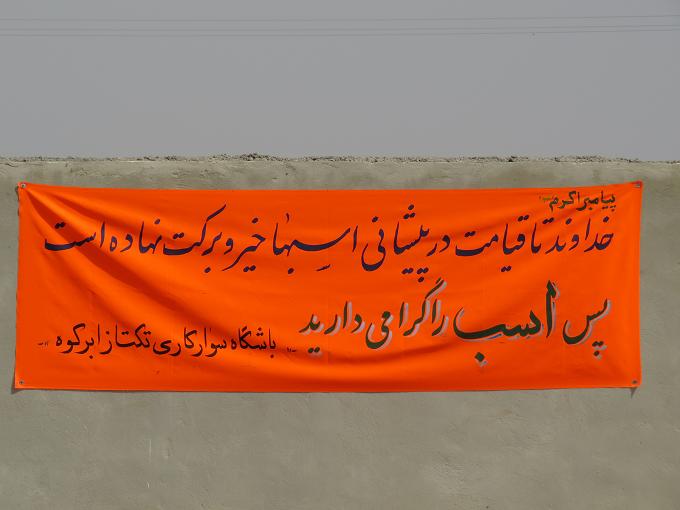 پیامبر اکرم
خداوند تا قیامت در پیشانی اسبها خیر و برکت نهاده است
پس اسب را گرامی دارید
باشگاه سوارکاری تکتاز ابرکوه